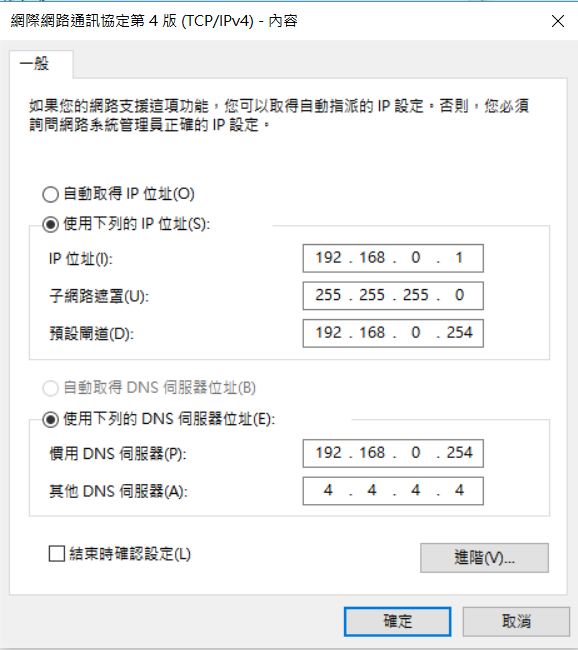 網際網路通訊協定第 4 版 (TCP/IPv4) - 內容
一般
如果您的網路支援這項功能，您可以取得自動指派的 IP 設定。否則，您必須
詢問網路系統管理員正確的 IP 設定。
自動取得 IP 位址(O)
使用下列的 IP 位址(S):
IP 位址(I): 192 . 168 . 0 . 1
子網路遮罩(U): 255 . 255 . 255 . 0
預設閘道(D): 192 . 168 . 0 . 254
自動取得 DNS 伺服器位址(B)
使用下列的 DNS 伺服器位址(E):
慣用 DNS 伺服器(P): 192 . 168 . 0 . 254
其他 DNS 伺服器(A): 4 . 4 . 4 . 4
結束時確認設定(L)
進階(V)...
確定 取消